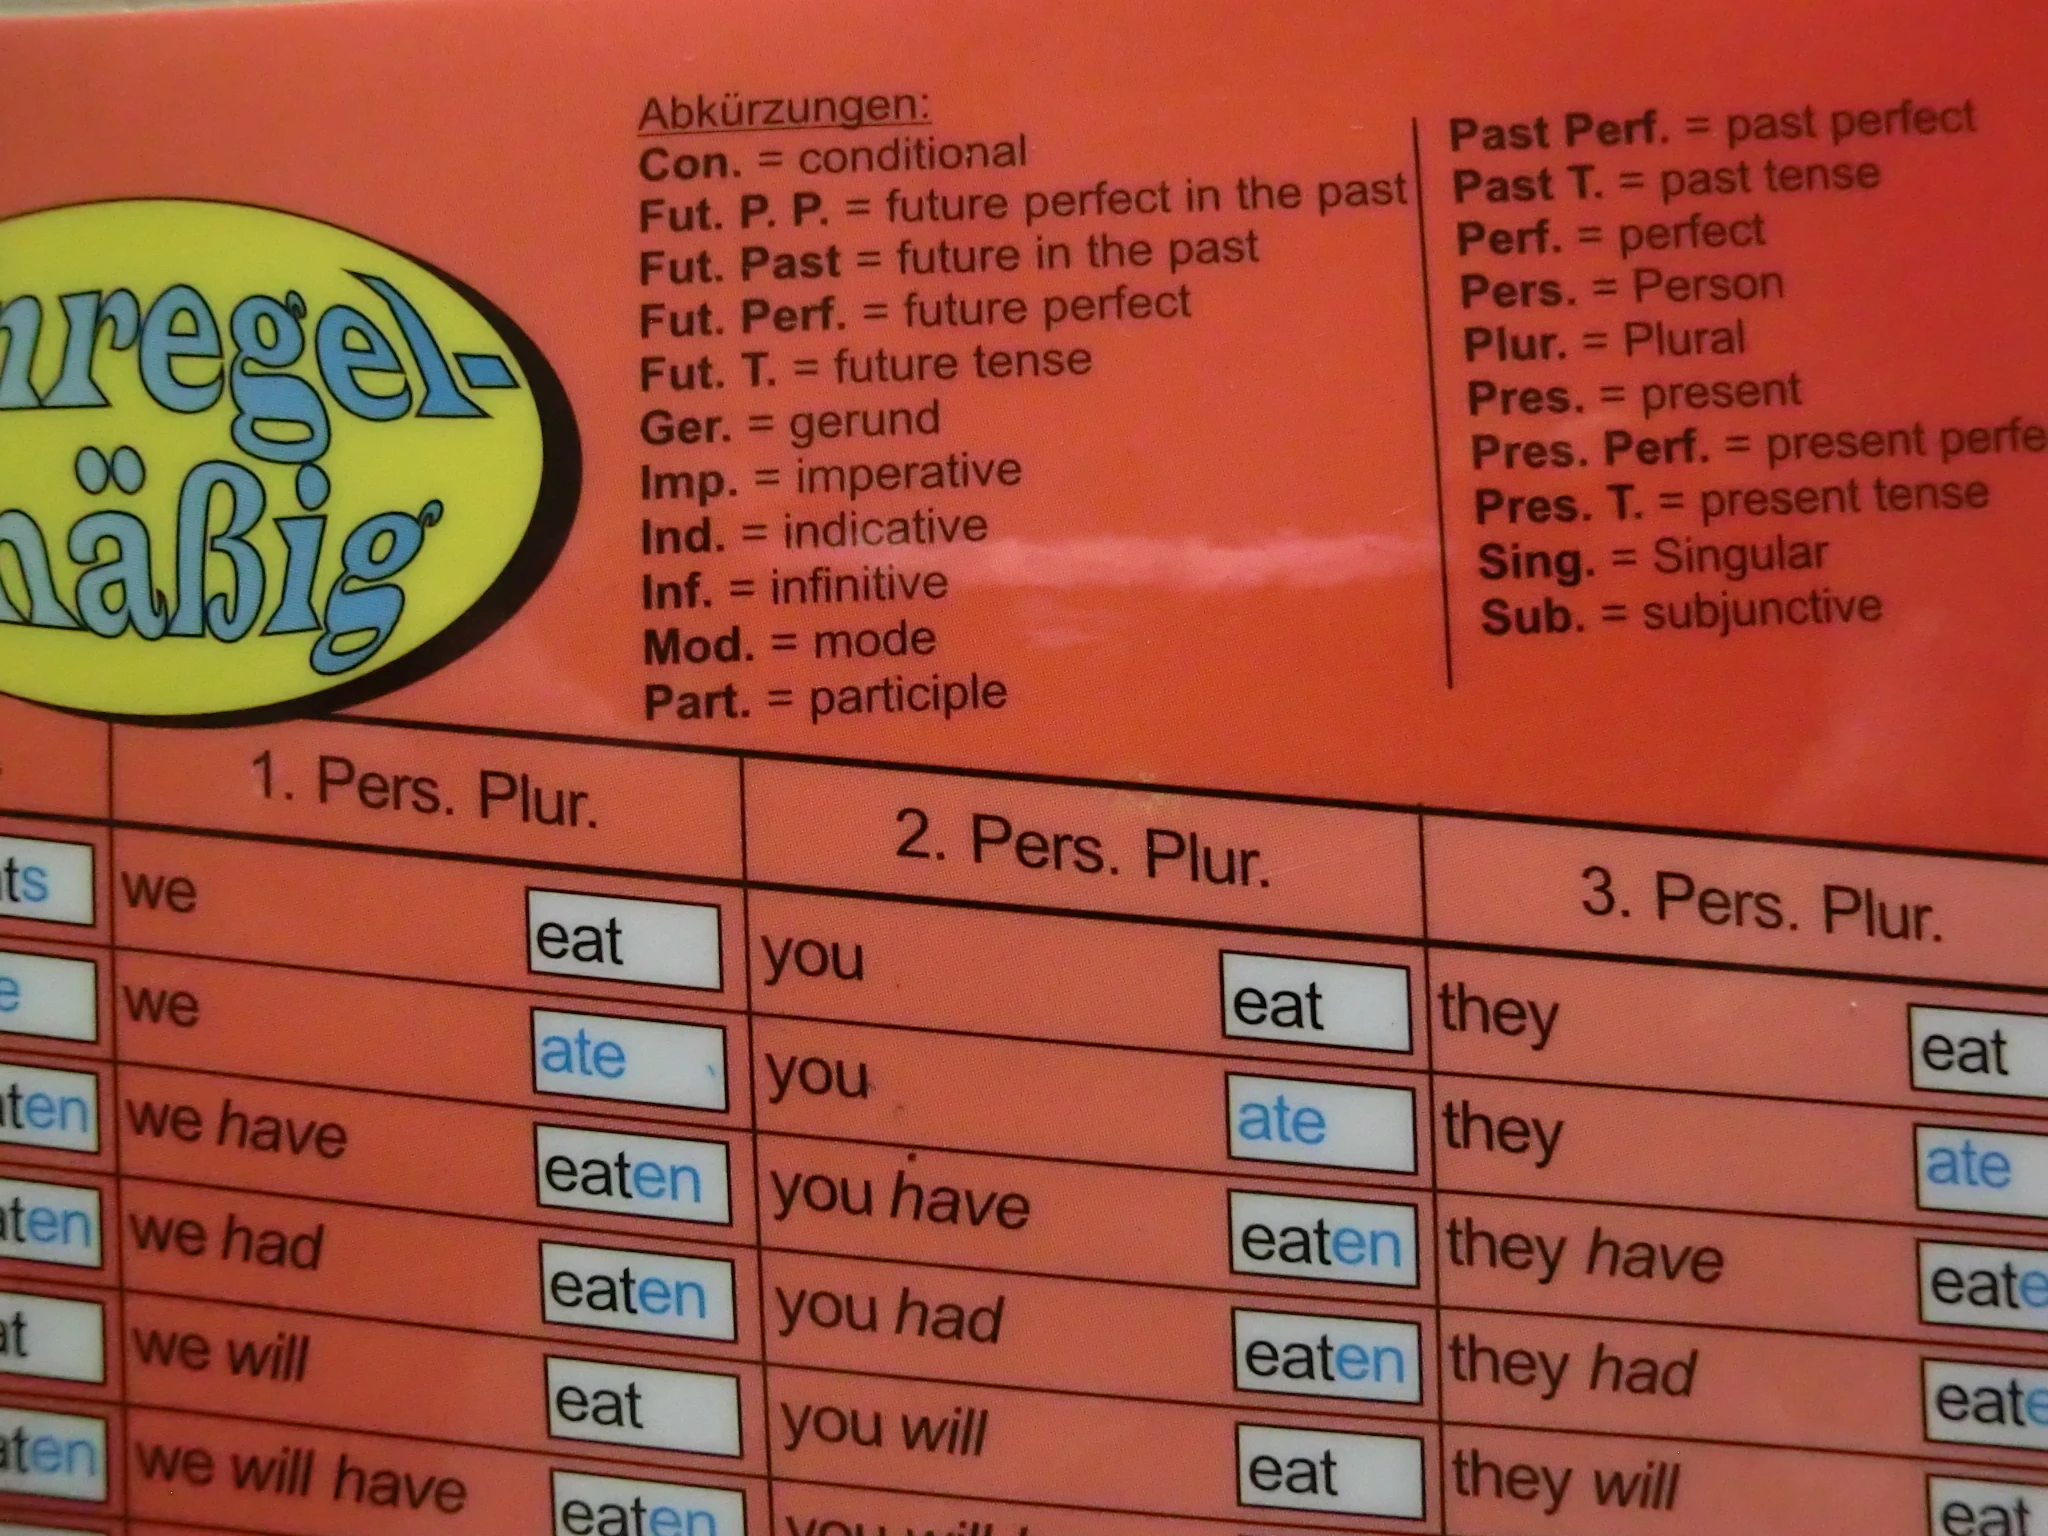 nregel-
mäßig
Abkürzungen:
Con. = conditional
Fut. P. P. = future perfect in the past
Fut. Past = future in the past
Fut. Perf. = future perfect
Fut. T. = future tense
Ger. = gerund
Imp. = imperative
Ind. = indicative
Inf. = infinitive
Mod. = mode
Part. = participle
Past Perf. = past perfect
Past T. = past tense
Perf. = perfect
Pers. = Person
Plur. = Plural
Pres. = present
Pres. Perf. = present perfe
Pres. T. = present tense
Sing. = Singular
Sub. = subjunctive
1. Pers. Plur. 2. Pers. Plur. 3. Pers. Plur.
ts we eat you eat they eat
e we ate you ate they ate
ten we have eaten you have eaten they have eate
ten we had eaten you had eaten they had eate
at we will eat you will eat they will eat
ten we will have eaten you will